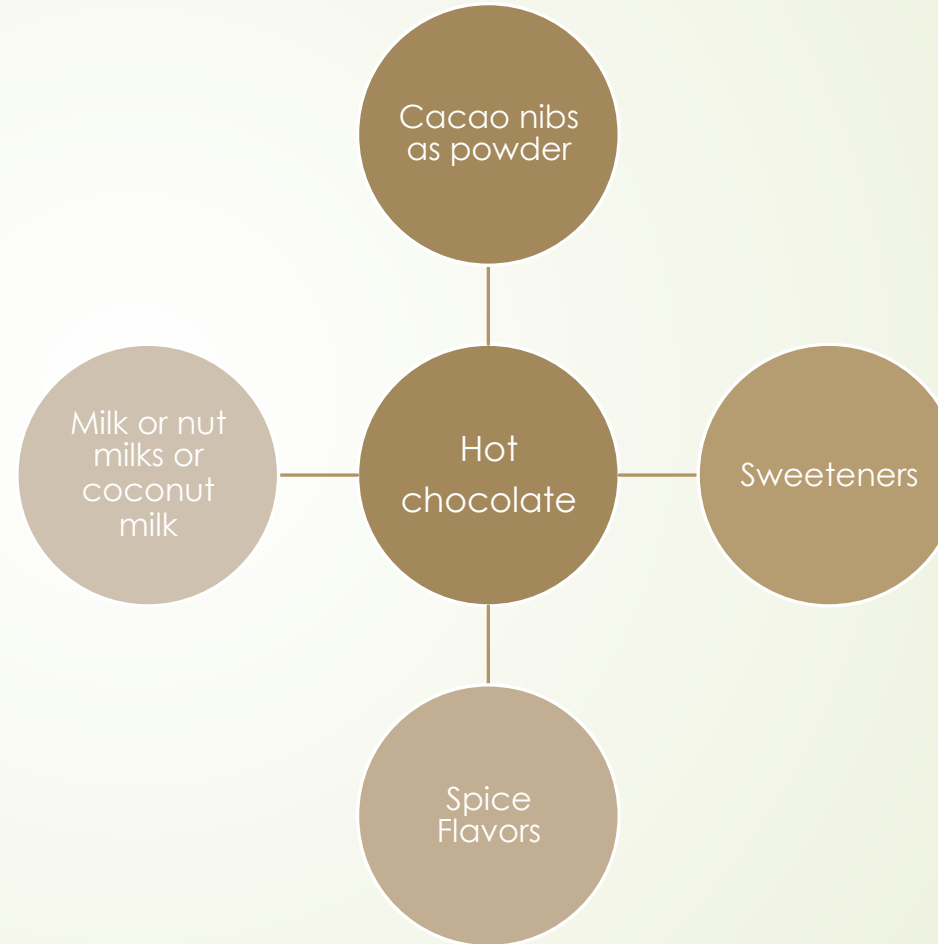 Cacao nibs
as powder
Milk or nut
milks or
coconut
milk
Hot
chocolate
Sweeteners
Spice
Flavors